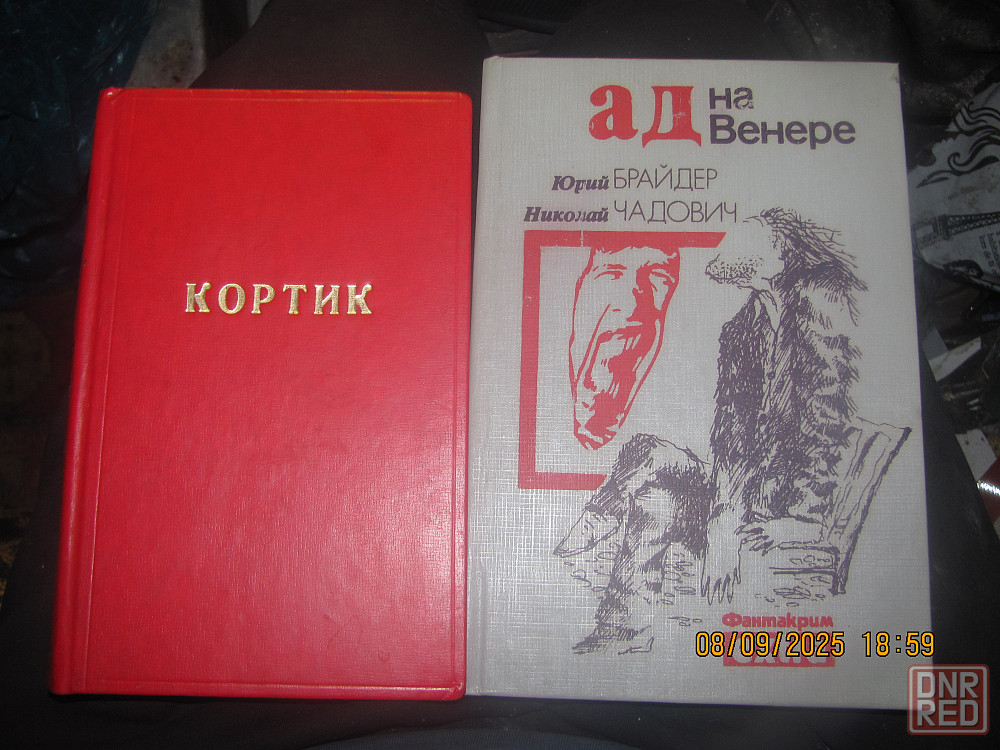 КОРТИК
ад на
Венере
Юрий БРАЙДЕР
Николай ЧАДОВИЧ
Фантакрим
08/09/2025 18:59
DNR
RED